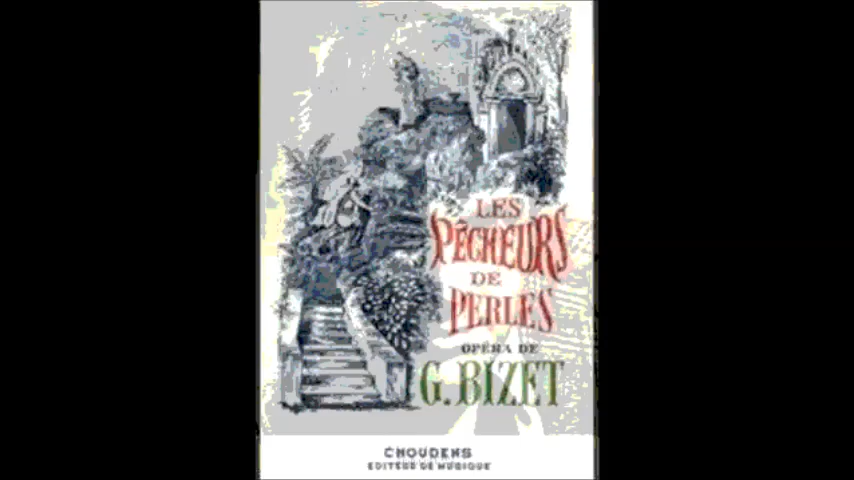 LES
PÊCHEURS
DE
PERLES
OPÉRA DE
G. BIZET
CHOUDENS
EDITEUR DE MUSIQUE